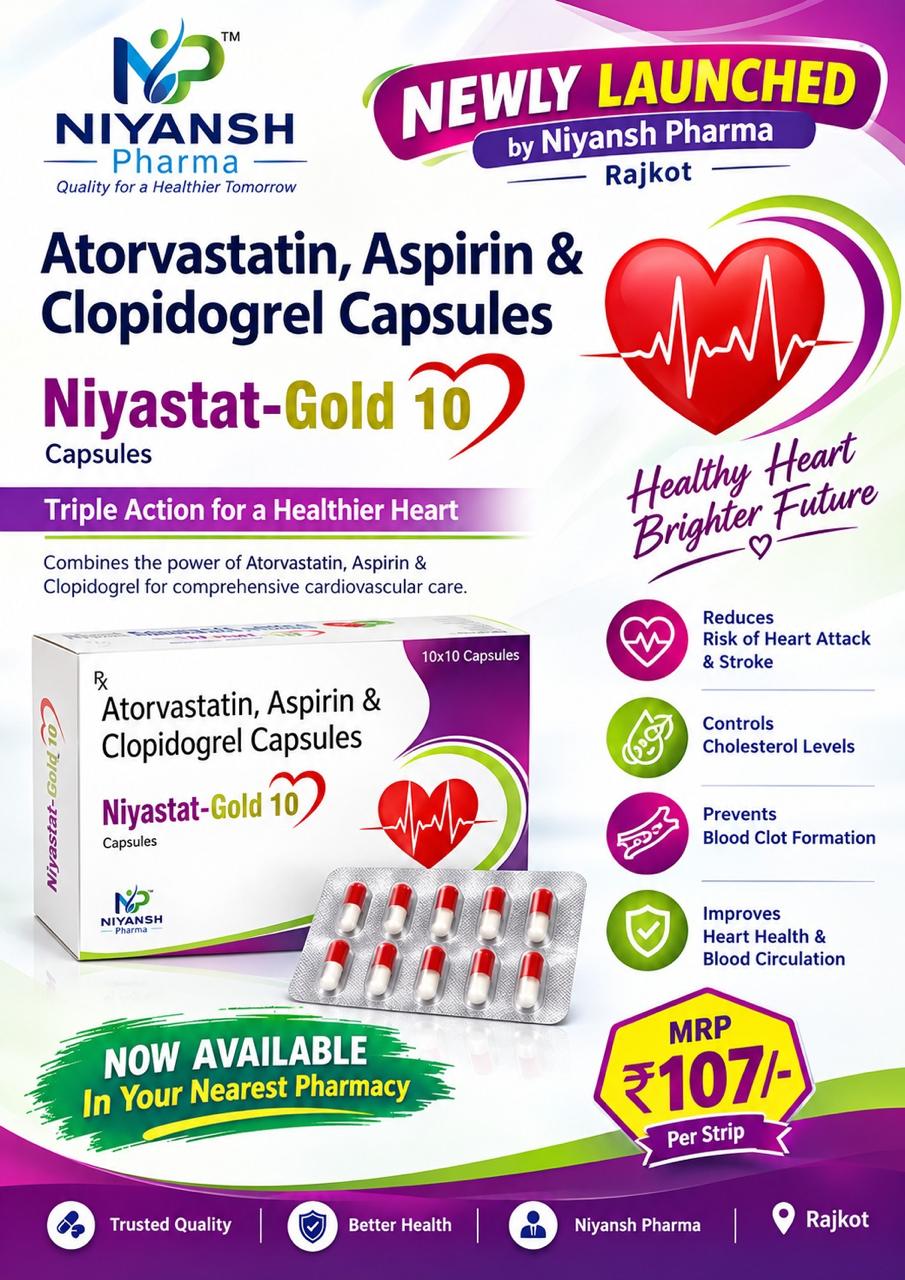 NIYANSH
Pharma
Quality for a Healthier Tomorrow
TM
NEWLY LAUNCHED
by Niyansh Pharma
Rajkot
Atorvastatin, Aspirin &
Clopidogrel Capsules
Niyastat-Gold 10
Capsules
Triple Action for a Healthier Heart
Combines the power of Atorvastatin, Aspirin &
Clopidogrel for comprehensive cardiovascular care.
Healthy Heart
Brighter Future
10x10 Capsules
Rx
Atorvastatin, Aspirin &
Clopidogrel Capsules
Niyastat-Gold 10
Capsules
NIYANSH
Pharma
Niyastat-Gold 10
Reduces
Risk of Heart Attack
& Stroke
Controls
Cholesterol Levels
Prevents
Blood Clot Formation
Improves
Heart Health &
Blood Circulation
NOW AVAILABLE
In Your Nearest Pharmacy
MRP
₹107/-
Per Strip
Trusted Quality
Better Health
Niyansh Pharma
Rajkot